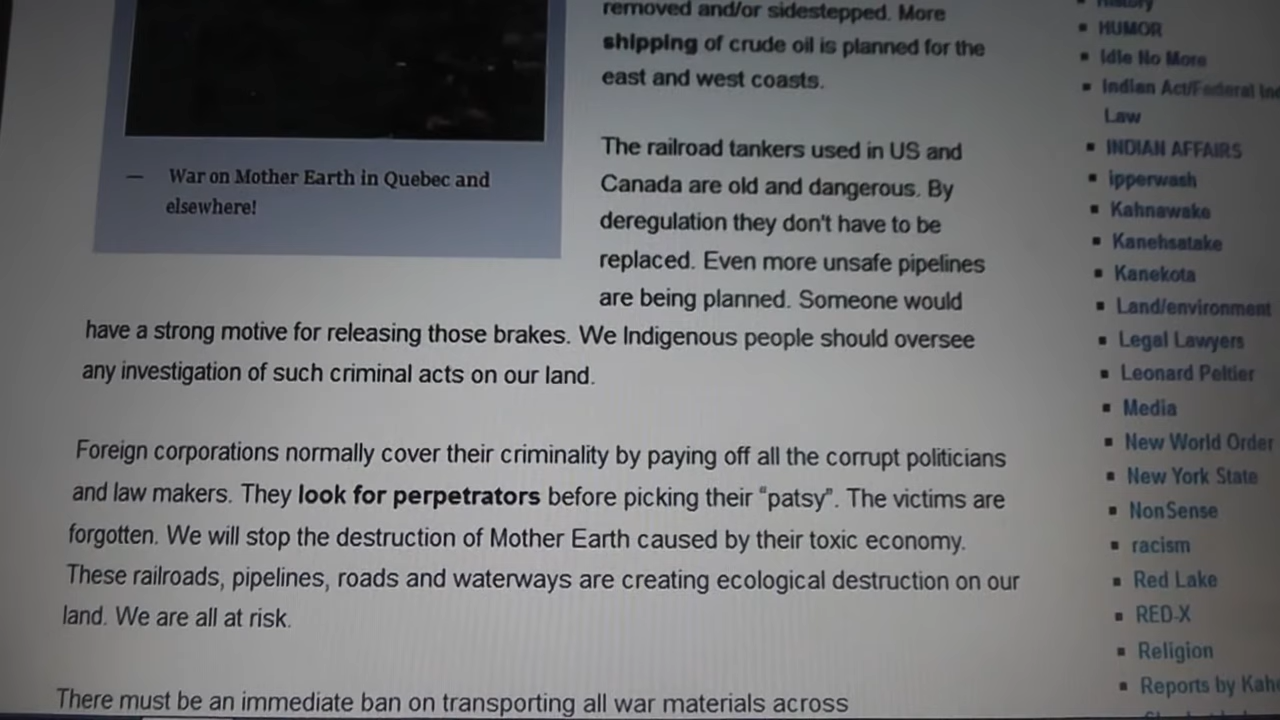 removed and/or sidestepped. More
shipping of crude oil is planned for the
east and west coasts.
— War on Mother Earth in Quebec and
elsewhere!
The railroad tankers used in US and
Canada are old and dangerous. By
deregulation they don't have to be
replaced. Even more unsafe pipelines
are being planned. Someone would
have a strong motive for releasing those brakes. We Indigenous people should oversee
any investigation of such criminal acts on our land.
Foreign corporations normally cover their criminality by paying off all the corrupt politicians
and law makers. They look for perpetrators before picking their “patsy”. The victims are
forgotten. We will stop the destruction of Mother Earth caused by their toxic economy.
These railroads, pipelines, roads and waterways are creating ecological destruction on our
land. We are all at risk.
There must be an immediate ban on transporting all war materials across
History
HUMOR
Idle No More
Indian Act/Federal
Law
INDIAN AFFAIRS
ipperwash
Kahnawake
Kanehsatake
Kanekota
Land/environment
Legal Lawyers
Leonard Peltier
Media
New World Order
New York State
NonSense
racism
Red Lake
RED-X
Religion
Reports by